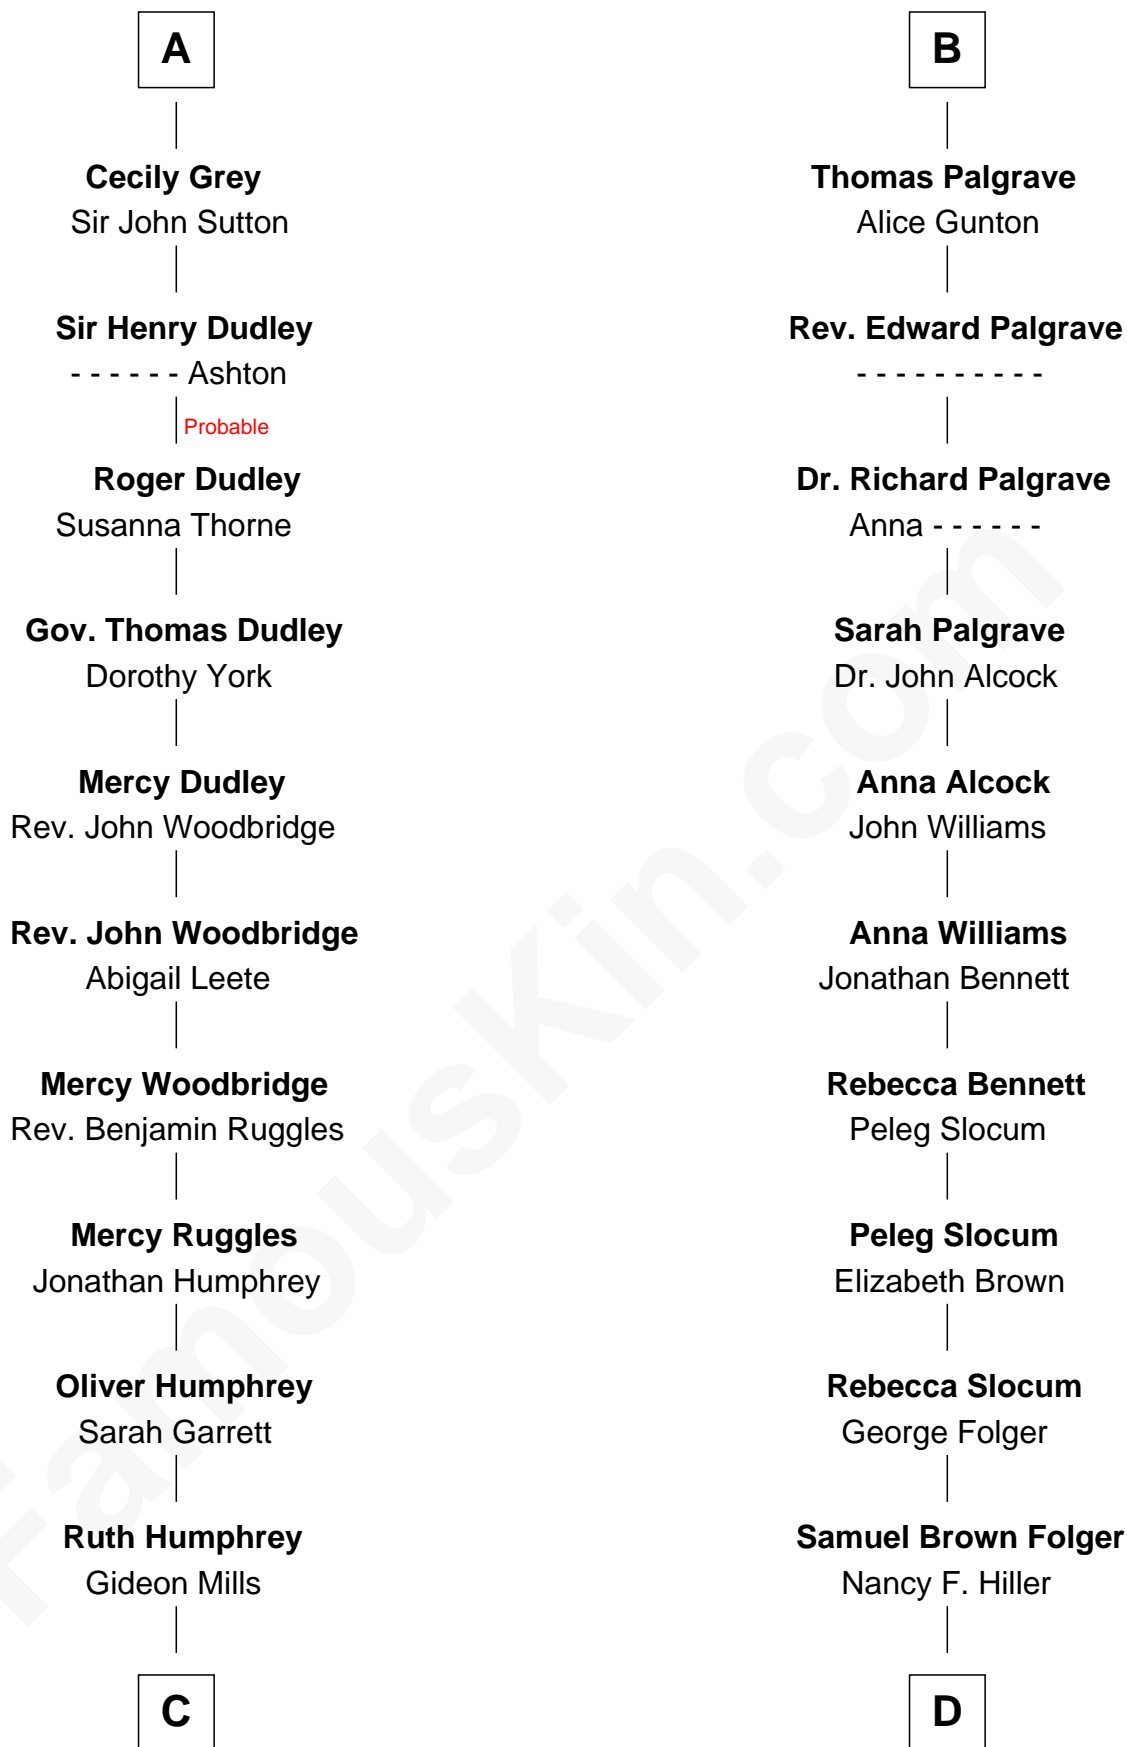 A
Cecily Grey
Sir John Sutton
Sir Henry Dudley
- - - - - - Ashton
Probable
Roger Dudley
Susanna Thorne
Gov. Thomas Dudley
Dorothy York
Mercy Dudley
Rev. John Woodbridge
Rev. John Woodbridge
Abigail Leete
Mercy Woodbridge
Rev. Benjamin Ruggles
Mercy Ruggles
Jonathan Humphrey
Oliver Humphrey
Sarah Garrett
Ruth Humphrey
Gideon Mills
C
B
Thomas Palgrave
Alice Gunton
Rev. Edward Palgrave
- - - - - - - - - -
Dr. Richard Palgrave
Anna - - - - - -
Sarah Palgrave
Dr. John Alcock
Anna Alcock
John Williams
Anna Williams
Jonathan Bennett
Rebecca Bennett
Peleg Slocum
Peleg Slocum
Elizabeth Brown
Rebecca Slocum
George Folger
Samuel Brown Folger
Nancy F. Hiller
D
FamousKin.com